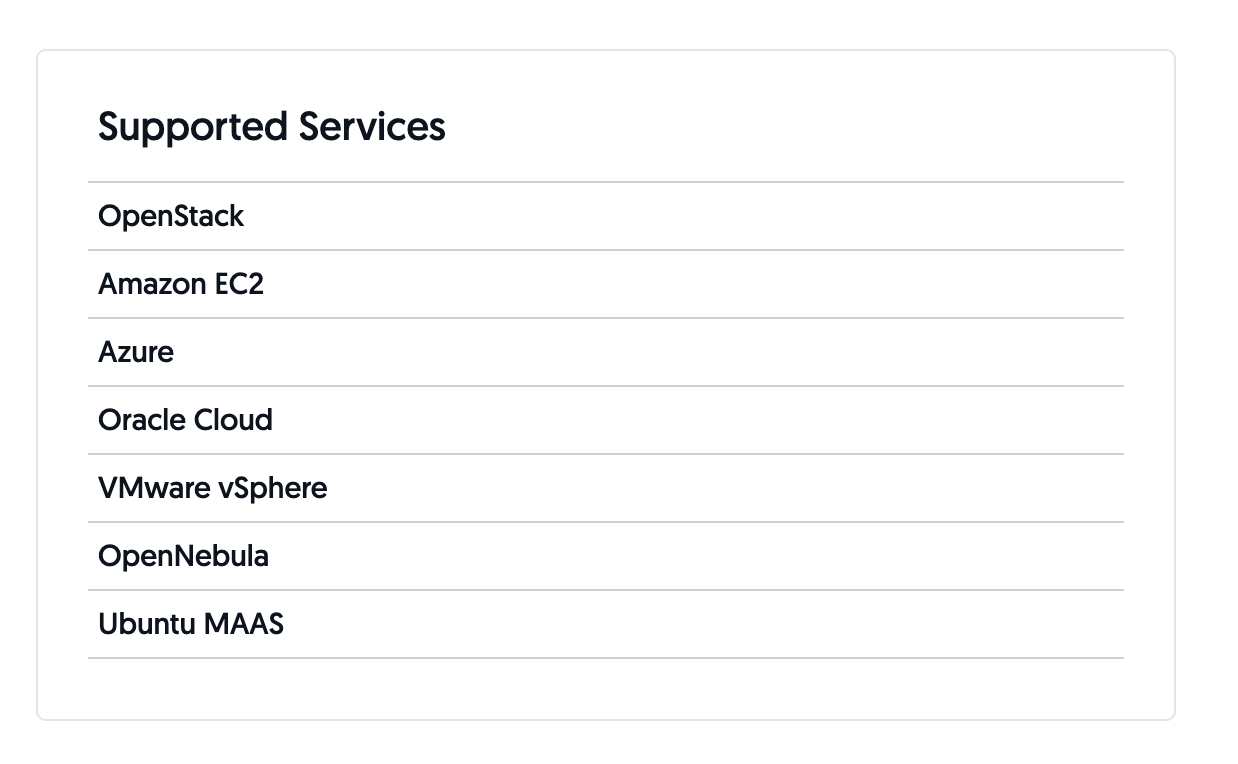 Supported Services
OpenStack
Amazon EC2
Azure
Oracle Cloud
VMware vSphere
OpenNebula
Ubuntu MAAS